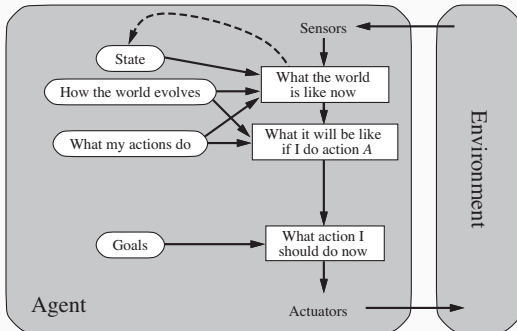 Sensors
State
What the world
is like now
How the world evolves
What it will be like
if I do action A
What my actions do
What action I
should do now
Goals
Agent
Actuators
Environment